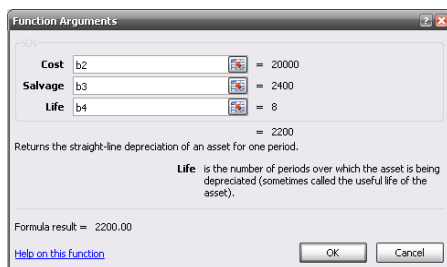 Function Arguments
SLN
Cost b2 = 20000
Salvage b3 = 2400
Life b4 = 8
= 2200
Returns the straight-line depreciation of an asset for one period.
Life is the number of periods over which the asset is being
depreciated (sometimes called the useful life of the
asset).
Formula result = 2200.00
Help on this function OK Cancel